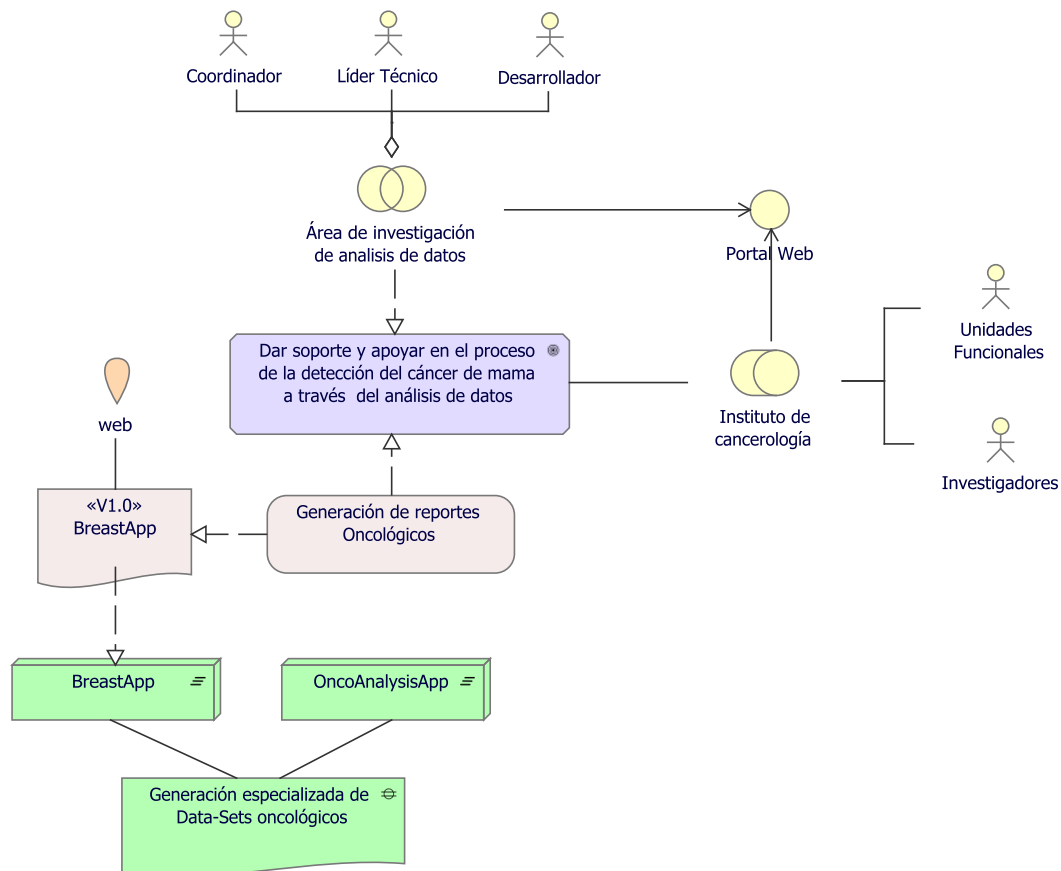 Coordinador
Líder Técnico
Desarrollador
Área de investigación
de analisis de datos
Portal Web
Unidades
Funcionales
Dar soporte y apoyar en el proceso
de la detección del cáncer de mama
a través del análisis de datos
web
Instituto de
cancerología
Investigadores
«V1.0»
BreastApp
Generación de reportes
Oncológicos
BreastApp
OncoAnalysisApp
Generación especializada de
Data-Sets oncológicos